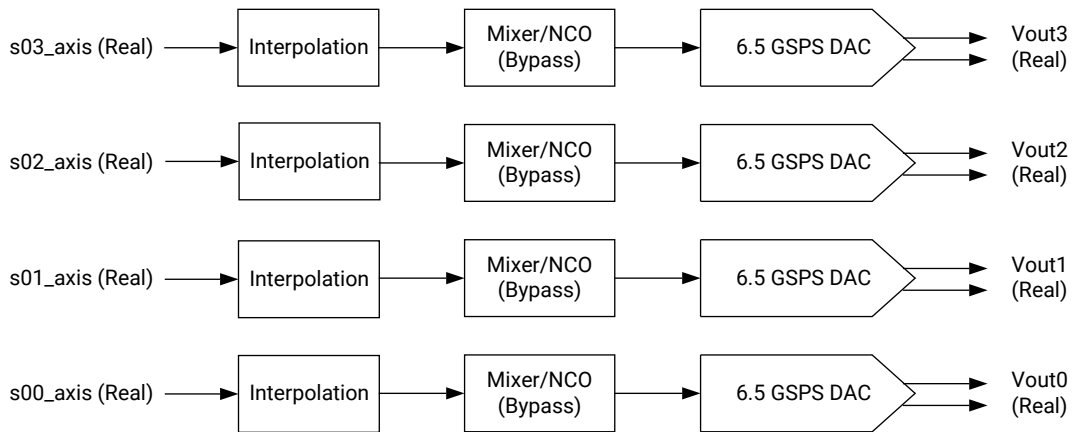 s03_axis (Real)
Interpolation
Mixer/NCO
(Bypass)
6.5 GSPS DAC
Vout3
(Real)
s02_axis (Real)
Interpolation
Mixer/NCO
(Bypass)
6.5 GSPS DAC
Vout2
(Real)
s01_axis (Real)
Interpolation
Mixer/NCO
(Bypass)
6.5 GSPS DAC
Vout1
(Real)
s00_axis (Real)
Interpolation
Mixer/NCO
(Bypass)
6.5 GSPS DAC
Vout0
(Real)